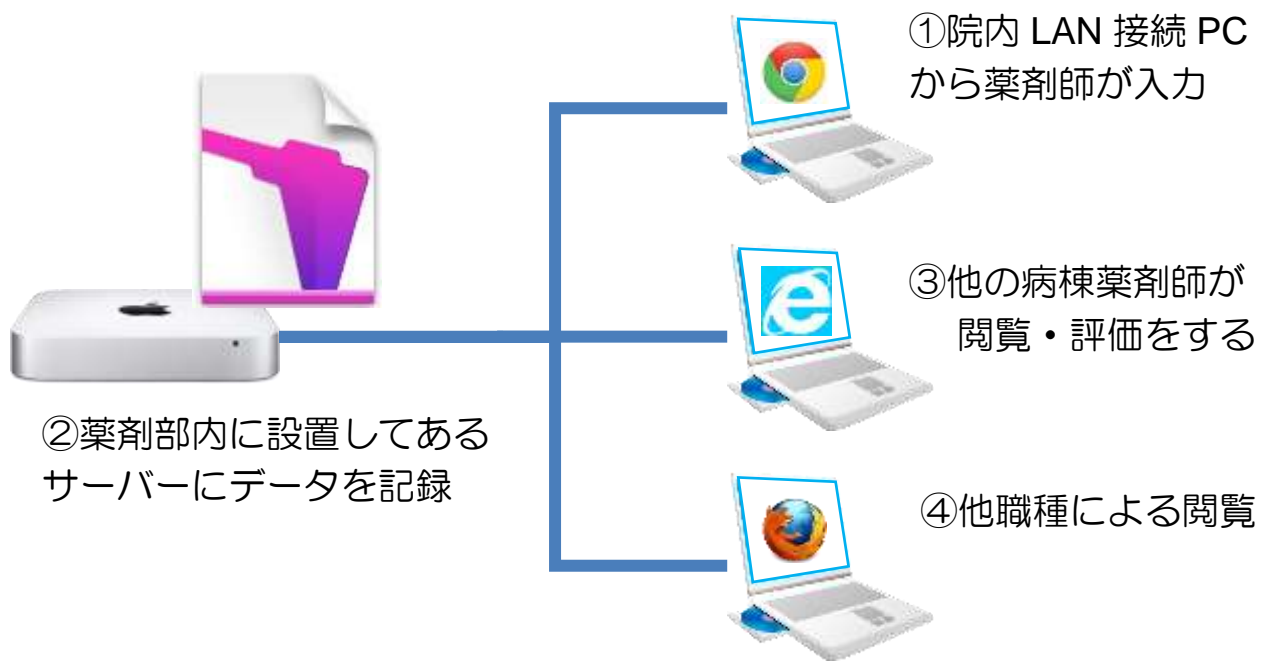 ①院内 LAN 接続 PC
から薬剤師が入力
②薬剤部内に設置してある
サーバーにデータを記録
③他の病棟薬剤師が
閲覧・評価をする
④他職種による閲覧